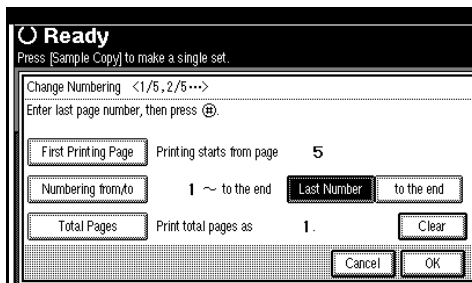 Ready
Press [Sample Copy] to make a single set.
Change Numbering <1/5,2/5···>
Enter last page number, then press (#).
First Printing Page Printing starts from page 5
Numbering from/to 1 ~ to the end Last Number to the end
Total Pages Print total pages as 1. Clear
Cancel OK